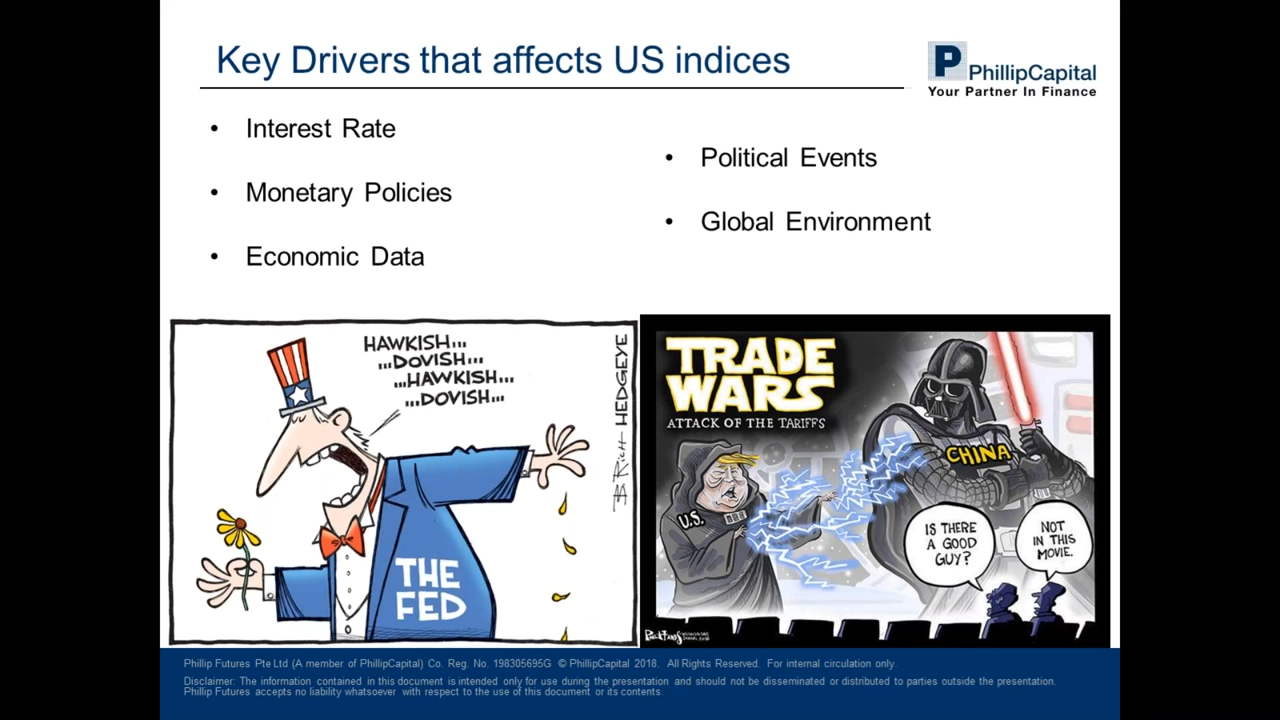 Key Drivers that affects US indices
P PhillipCapital
Your Partner In Finance
• Interest Rate
• Monetary Policies
• Economic Data
• Political Events
• Global Environment
HAWKISH...
...DOVISH...
...HAWKISH...
...DOVISH...
THE
FED
HEDGEYE
TRADE
WARS
ATTACK OF THE TARIFFS
CHINA
U.S.
IS THERE
A GOOD
GUY?
NOT
IN THIS
MOVIE.
Phillip Futures Pte Ltd (A member of PhillipCapital) Co. Reg. No. 198305695G © PhillipCapital 2018. All Rights Reserved. For internal circulation only.
Disclaimer: The information contained in this document is intended only for use during the presentation and should not be disseminated or distributed to parties outside the presentation.
Phillip Futures accepts no liability whatsoever with respect to the use of this document or its contents.